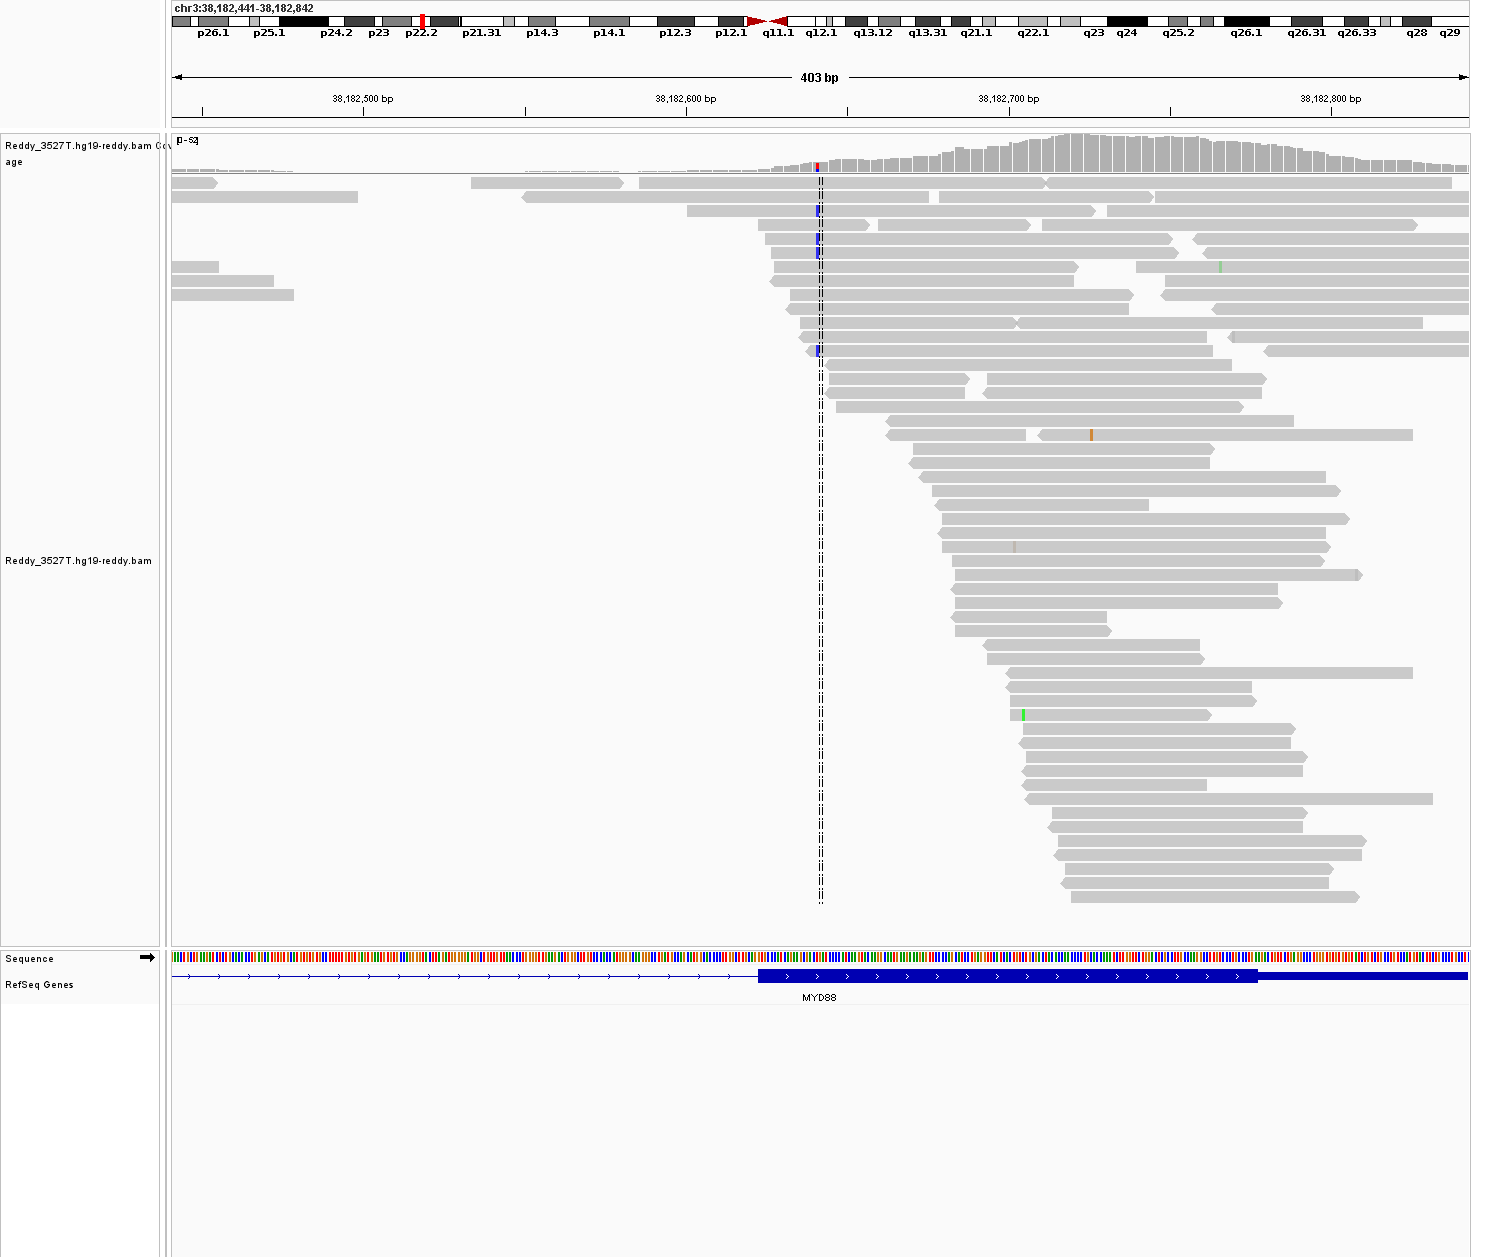 chr3:38,182,441-38,182,842
p26.1 p25.1 p24.2 p23 p22.2 p21.31 p14.3 p14.1 p12.3 p12.1 q11.1 q12.1 q13.12 q13.31 q21.1 q22.1 q23 q24 q25.2 q26.1 q26.31 q26.33 q28 q29
403 bp
38,182,500 bp 38,182,600 bp 38,182,700 bp 38,182,800 bp
[0-52]
Reddy_3527T.hg19-reddy.bam Cov
age
Reddy_3527T.hg19-reddy.bam
Sequence
RefSeq Genes
MYD88